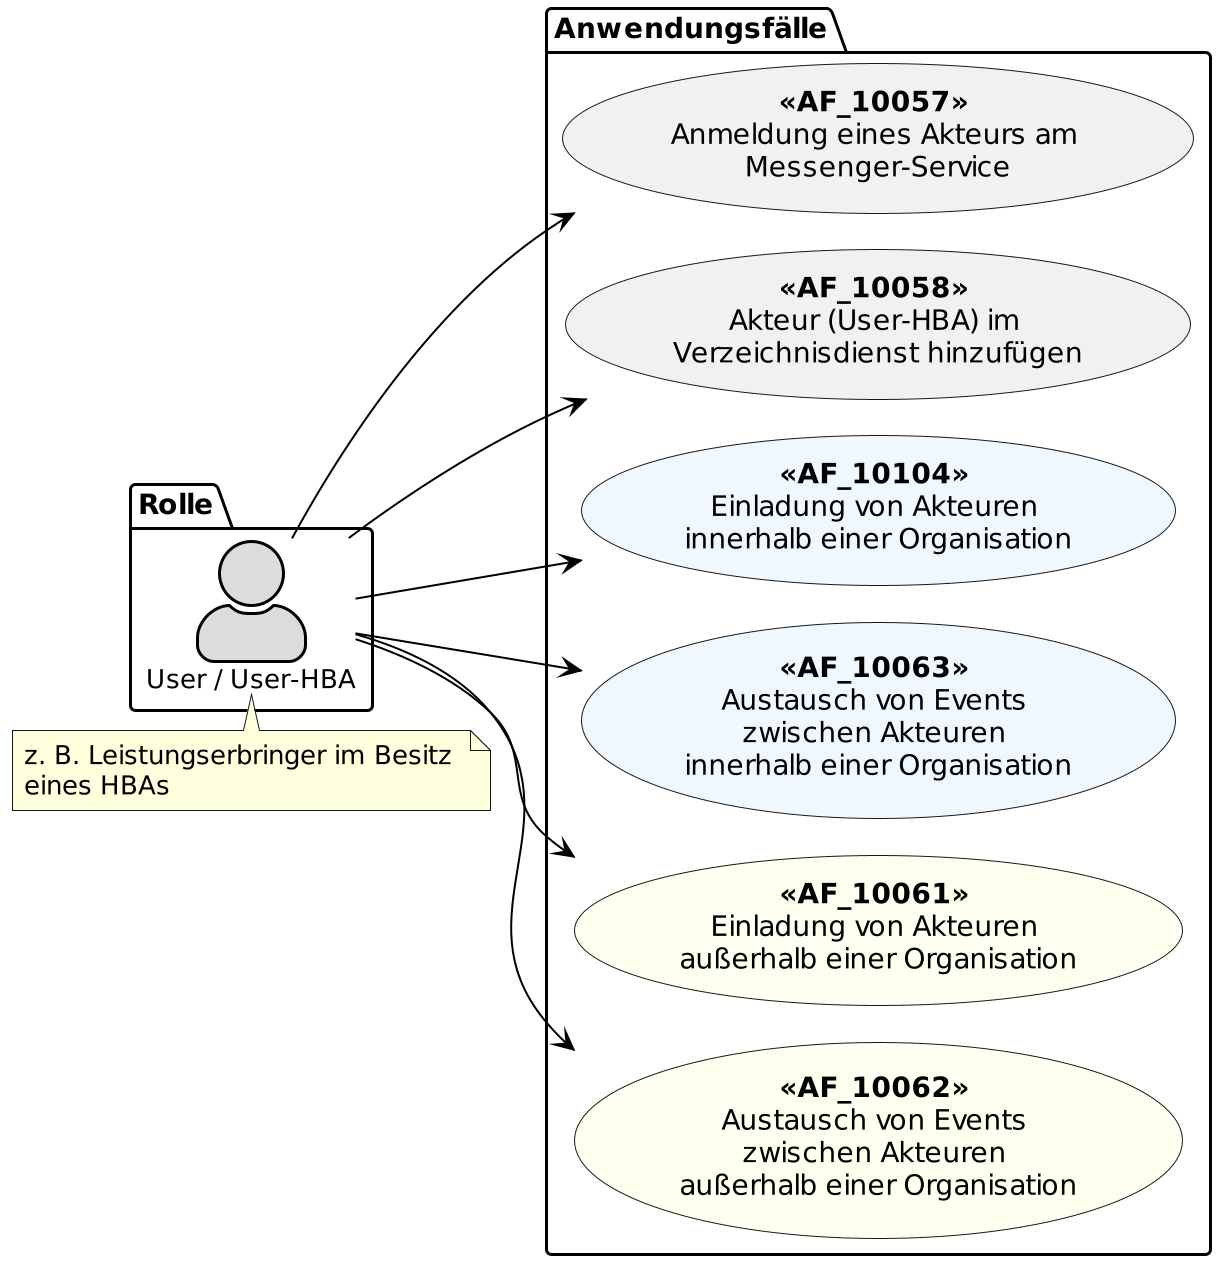 Anwendungsfälle
«AF_10057»
Anmeldung eines Akteurs am
Messenger-Service
«AF_10058»
Akteur (User-HBA) im
Verzeichnisdienst hinzufügen
«AF_10104»
Einladung von Akteuren
innerhalb einer Organisation
Rolle
User / User-HBA
z. B. Leistungserbringer im Besitz
eines HBAs
«AF_10063»
Austausch von Events
zwischen Akteuren
innerhalb einer Organisation
«AF_10061»
Einladung von Akteuren
außerhalb einer Organisation
«AF_10062»
Austausch von Events
zwischen Akteuren
außerhalb einer Organisation